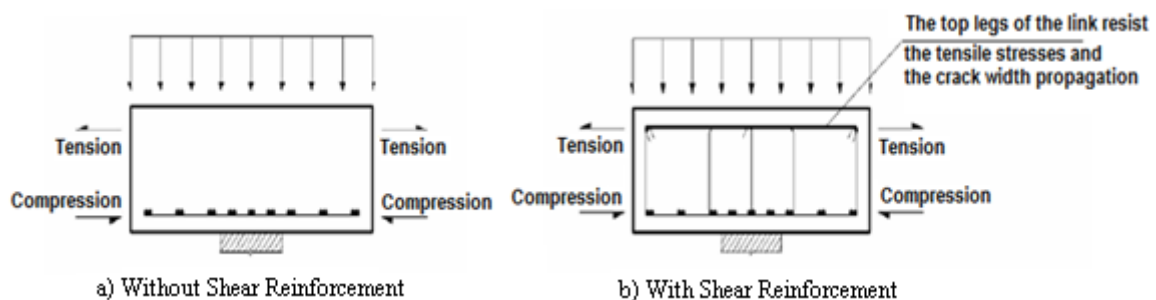 The top legs of the link resist
the tensile stresses and
the crack width propagation
Tension
Tension
Compression
Compression
a) Without Shear Reinforcement
Tension
Tension
Compression
Compression
b) With Shear Reinforcement